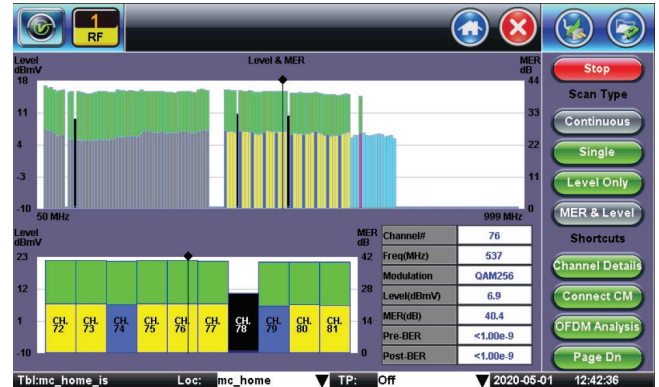 1
RF
Level
dBmV
Level & MER
MER
dB
18
11
4
-3
-10
44
33
22
11
0
50 MHz
999 MHz
Level
dBmV
MER
dB
23
12
1
-10
42
28
14
0
CH. 72
CH. 73
CH. 74
CH. 75
CH. 76
CH. 77
CH. 78
CH. 79
CH. 80
CH. 81
Channel# 76
Freq(MHz) 537
Modulation QAM256
Level(dBmV) 6.9
MER(dB) 40.4
Pre-BER <1.00e-9
Post-BER <1.00e-9
Stop
Scan Type
Continuous
Single
Level Only
MER & Level
Shortcuts
Channel Details
Connect CM
OFDM Analysis
Page Dn
Tbl:mc_home_is Loc: mc_home TP: Off 2020-05-01 12:42:36